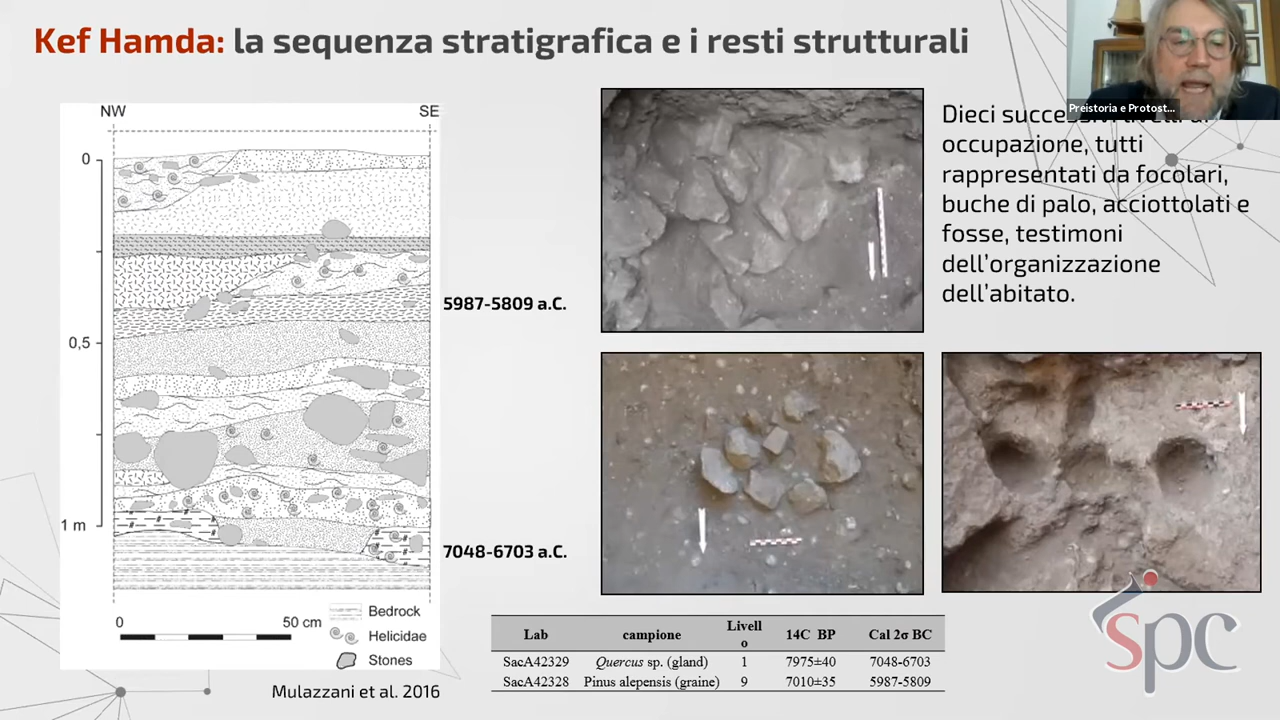 Kef Hamda: la sequenza stratigrafica e i resti strutturali
Preistoria e Protost...
NW SE
0
0,5
1 m
5987-5809 a.C.
7048-6703 a.C.
0 50 cm
Bedrock
Helicidae
Stones
Mulazzani et al. 2016
Dieci successivi livelli di
occupazione, tutti
rappresentati da focolari,
buche di palo, acciottolati e
fosse, testimoni
dell'organizzazione
dell'abitato.
Lab campione Livell
o 14C BP Cal 2σ BC
SacA42329 Quercus sp. (gland) 1 7975±40 7048-6703
SacA42328 Pinus alepensis (graine) 9 7010±35 5987-5809
spc